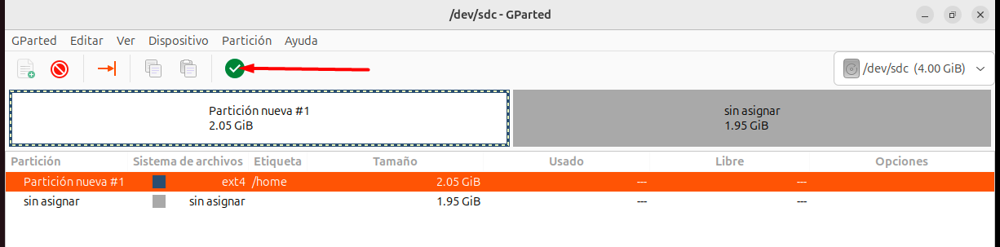 /dev/sdc - GParted
GParted Editar Ver Dispositivo Partición Ayuda
/dev/sdc (4.00 GiB)
Partición nueva #1
2.05 GiB
sin asignar
1.95 GiB
Partición Sistema de archivos Etiqueta Tamaño Usado Libre Opciones
Partición nueva #1 ext4 /home 2.05 GiB --- ---
sin asignar sin asignar 1.95 GiB --- ---